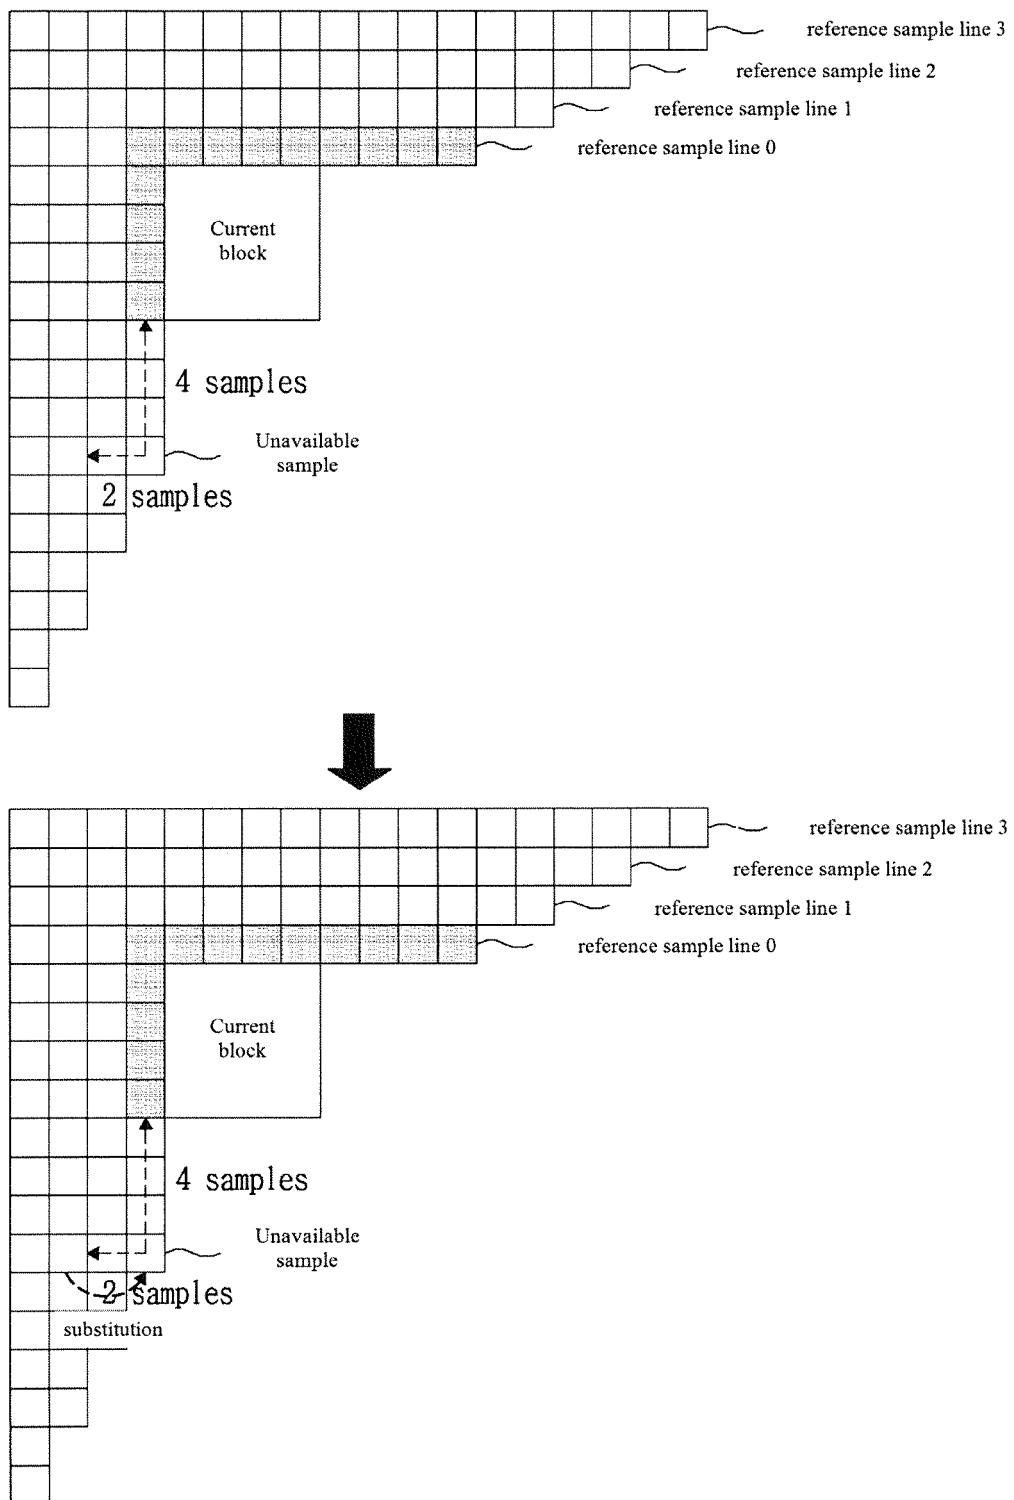 reference sample line 3
reference sample line 2
reference sample line 1
reference sample line 0
Current
block
4 samples
Unavailable
sample
2 samples
reference sample line 3
reference sample line 2
reference sample line 1
reference sample line 0
Current
block
4 samples
Unavailable
sample
2 samples
substitution